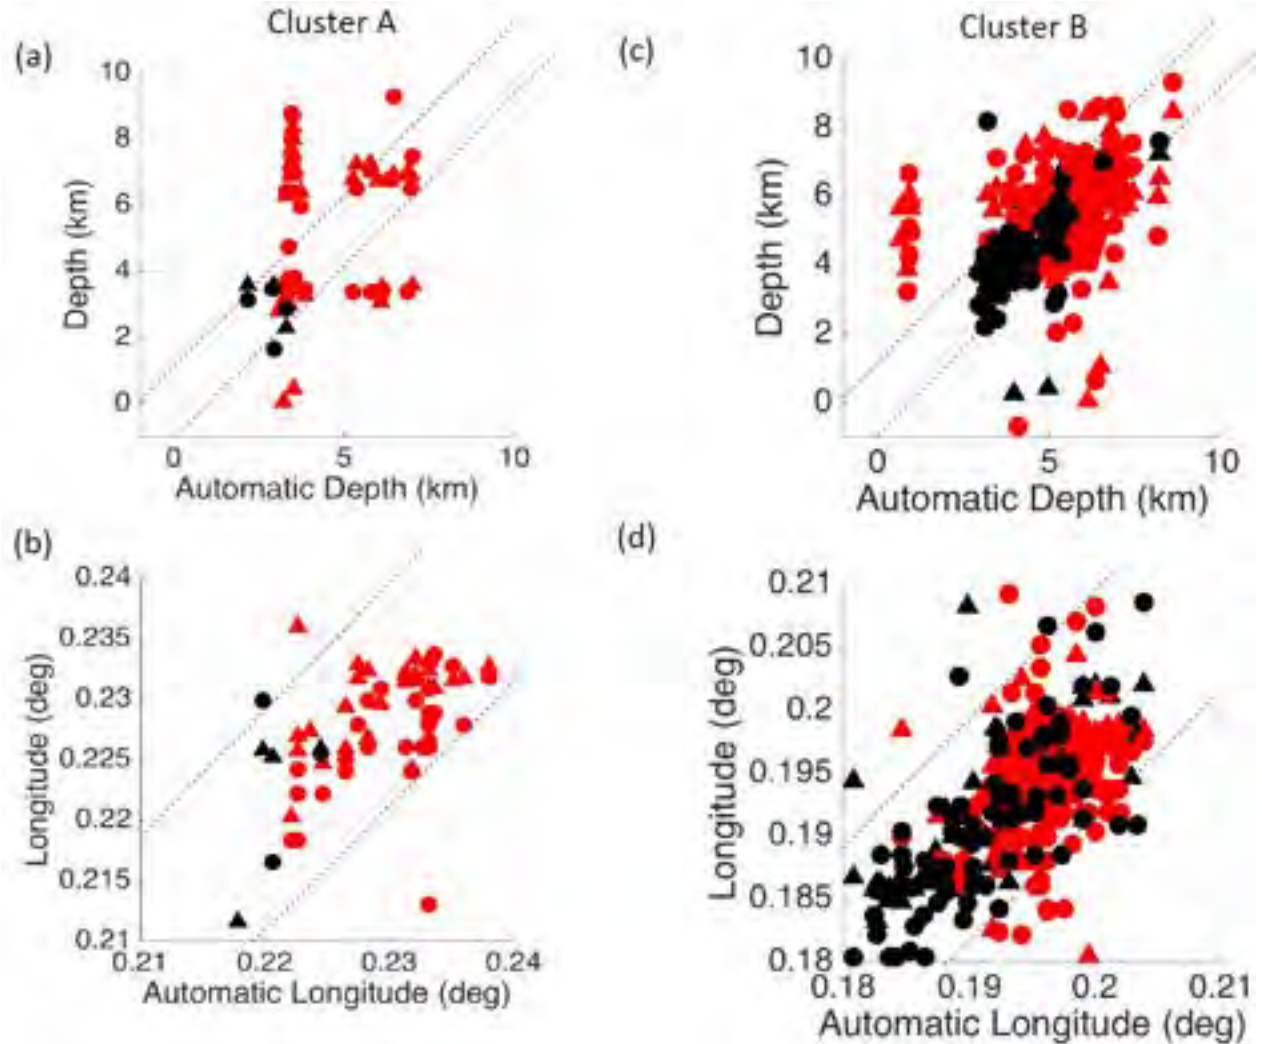 Cluster A
(a)
10
8
6
4
2
0
Depth (km)
0 5 10
Automatic Depth (km)
Cluster B
(c)
10
8
6
4
2
0
Depth (km)
0 5 10
Automatic Depth (km)
(b)
0.24
0.235
0.23
0.225
0.22
0.215
0.21
Longitude (deg)
0.21 0.22 0.23 0.24
Automatic Longitude (deg)
(d)
0.21
0.205
0.2
0.195
0.19
0.185
0.18
Longitude (deg)
0.18 0.19 0.2 0.21
Automatic Longitude (deg)